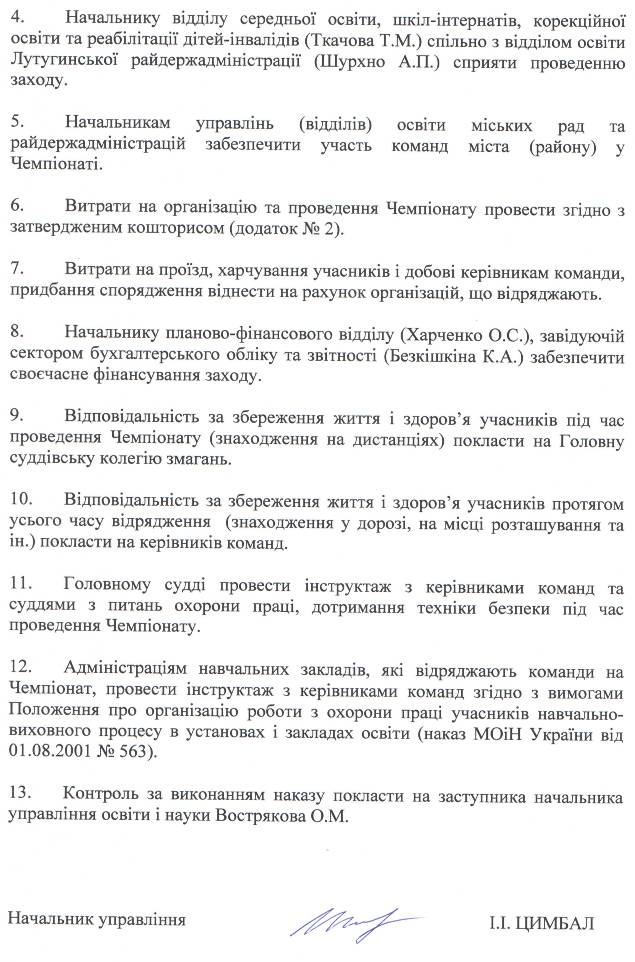 4. Начальнику відділу середньої освіти, шкіл-інтернатів, корекційної
освіти та реабілітації дітей-інвалідів (Ткачова Т.М.) спільно з відділом освіти
Лутугинської райдержадміністрації (Шурхно А.П.) сприяти проведенню
заходу.
5. Начальникам управлінь (відділів) освіти міських рад та
райдержадміністрацій забезпечити участь команд міста (району) у
Чемпіонаті.
6. Витрати на організацію та проведення Чемпіонату провести згідно з
затвердженим кошторисом (додаток № 2).
7. Витрати на проїзд, харчування учасників і добові керівникам команди,
придбання спорядження віднести на рахунок організацій, що відряджають.
8. Начальнику планово-фінансового відділу (Харченко О.С.), завідуючій
сектором бухгалтерського обліку та звітності (Безкішкіна К.А.) забезпечити
своєчасне фінансування заходу.
9. Відповідальність за збереження життя і здоров’я учасників під час
проведення Чемпіонату (знаходження на дистанціях) покласти на Головну
суддівську колегію змагань.
10. Відповідальність за збереження життя і здоров’я учасників протягом
усього часу відрядження (знаходження у дорозі, на місці розташування та
ін.) покласти на керівників команд.
11. Головному судді провести інструктаж з керівниками команд та
суддями з питань охорони праці, дотримання техніки безпеки під час
проведення Чемпіонату.
12. Адміністраціям навчальних закладів, які відряджають команди на
Чемпіонат, провести інструктаж з керівниками команд згідно з вимогами
Положення про організацію роботи з охорони праці учасників навчально-
виховного процесу в установах і закладах освіти (наказ МОіН України від
01.08.2001 № 563).
13. Контроль за виконанням наказу покласти на заступника начальника
управління освіти і науки Вострякова О.М.
Начальник управління І.І. ЦИМБАЛ